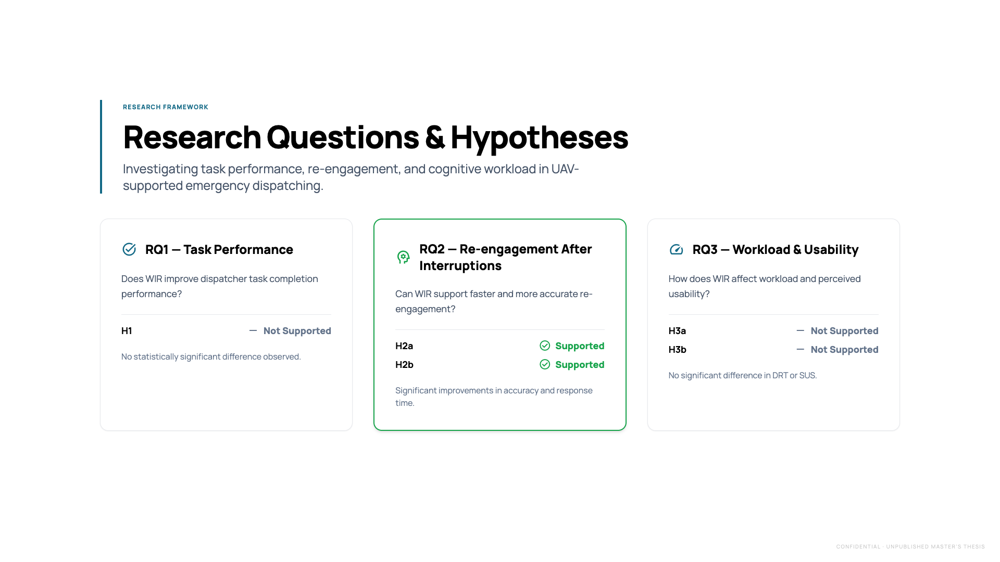 RESEARCH FRAMEWORK
Research Questions & Hypotheses
Investigating task performance, re-engagement, and cognitive workload in UAV-
supported emergency dispatching.
RQ1 — Task Performance
Does WIR improve dispatcher task completion
performance?
H1 — Not Supported
No statistically significant difference observed.
RQ2 — Re-engagement After
Interruptions
Can WIR support faster and more accurate re-
engagement?
H2a Supported
H2b Supported
Significant improvements in accuracy and response
time.
RQ3 — Workload & Usability
How does WIR affect workload and perceived
usability?
H3a — Not Supported
H3b — Not Supported
No significant difference in DRT or SUS.
CONFIDENTIAL · UNPUBLISHED MASTER'S THESIS